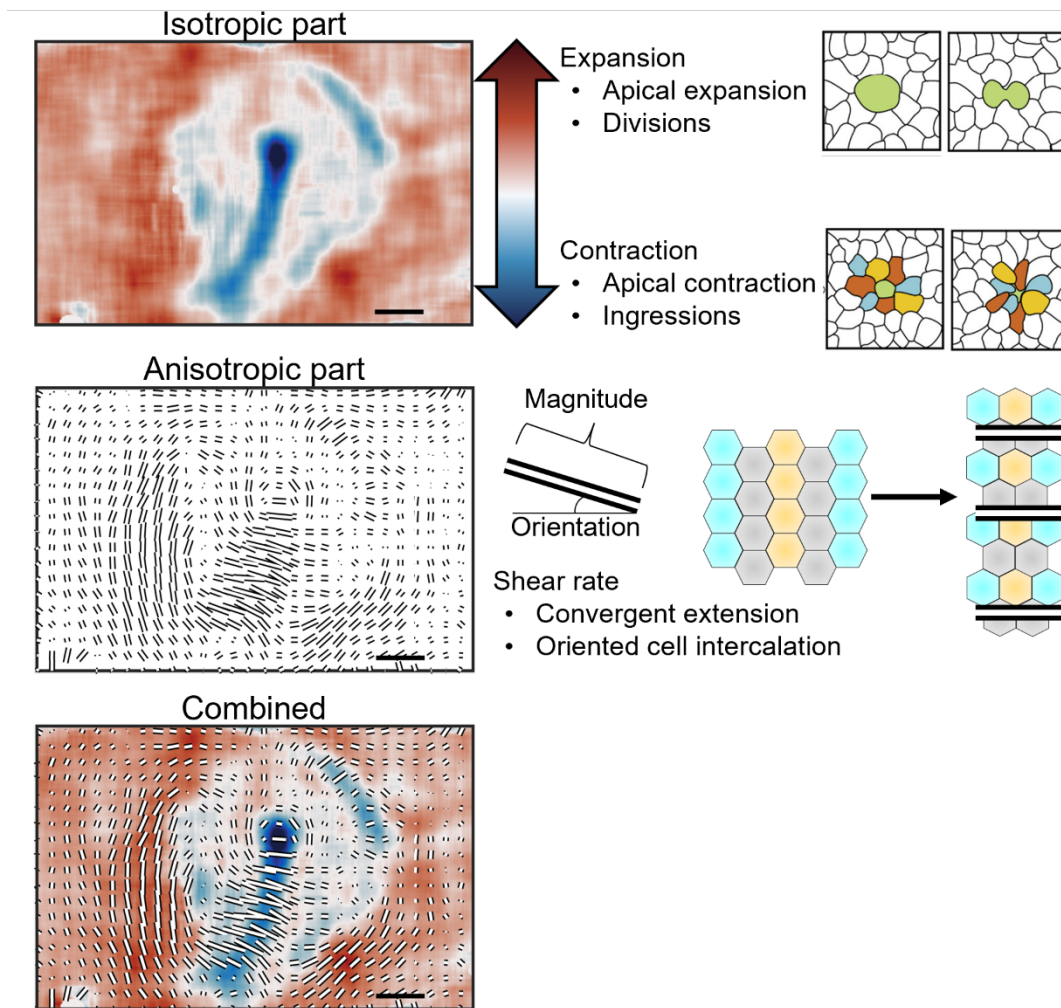 Isotropic part
Expansion
• Apical expansion
• Divisions
Contraction
• Apical contraction
• Ingressions
Anisotropic part
Magnitude
Orientation
Shear rate
• Convergent extension
• Oriented cell intercalation
Combined